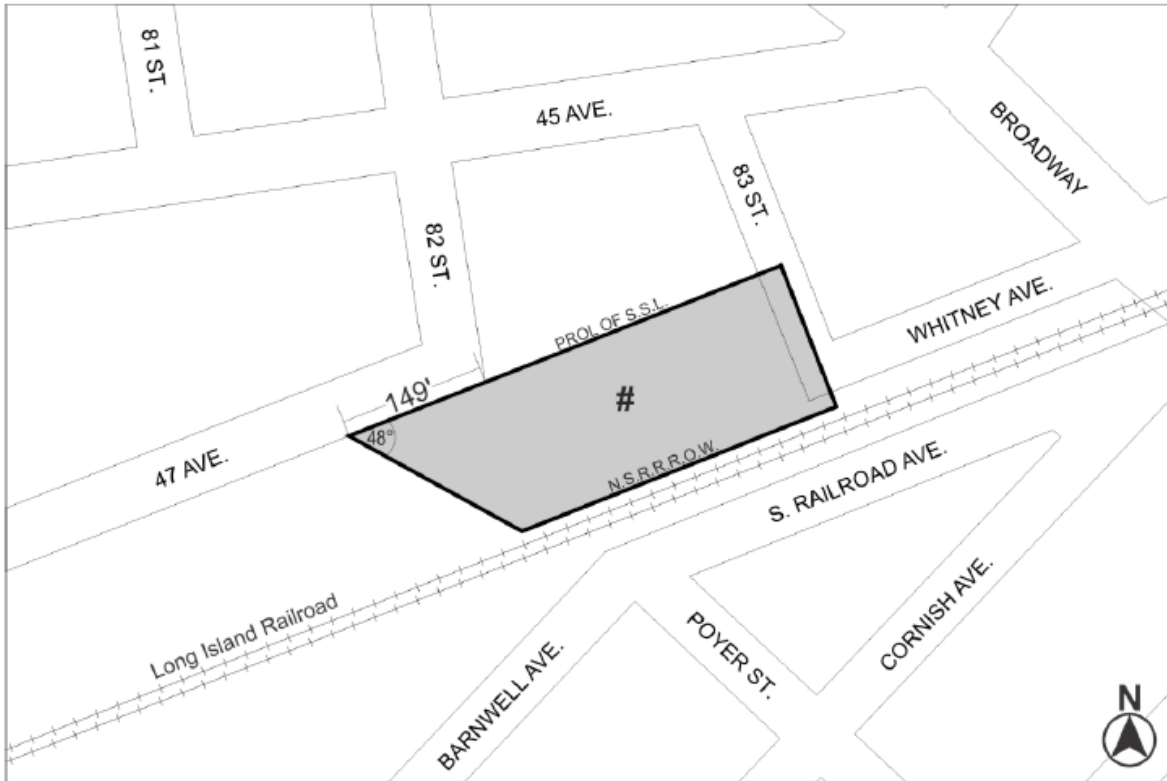 81 ST.
45 AVE.
BROADWAY
83 ST.
82 ST.
PROL OF S.S.L.
WHITNEY AVE.
149'
#
48°
47 AVE.
N.S.R.R.R.O.W.
S. RAILROAD AVE.
Long Island Railroad
BARNWELL AVE.
POYER ST.
CORNISH AVE.
N